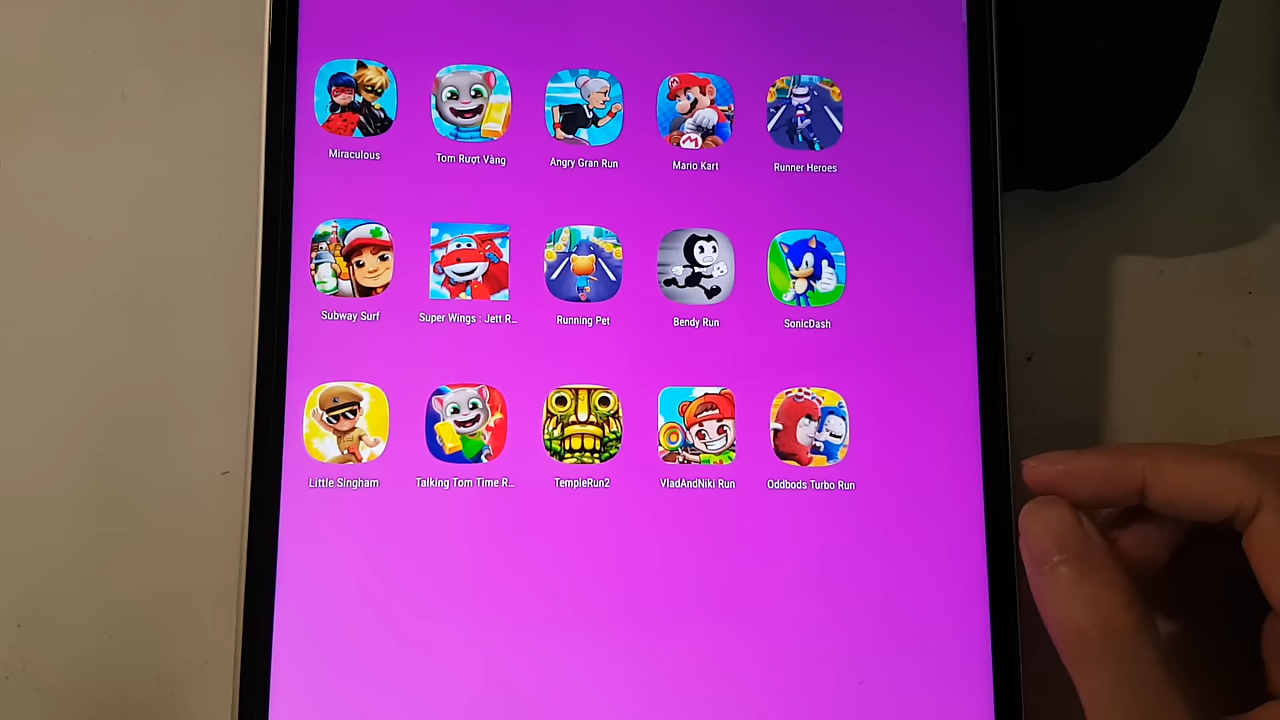 Miraculous
Tom Rượt Vàng
Angry Gran Run
Mario Kart
Runner Heroes
Subway Surf
Super Wings : Jett R...
Running Pet
Bendy Run
SonicDash
Little Singham
Talking Tom Time R...
TempleRun2
VladAndNiki Run
Oddbods Turbo Run